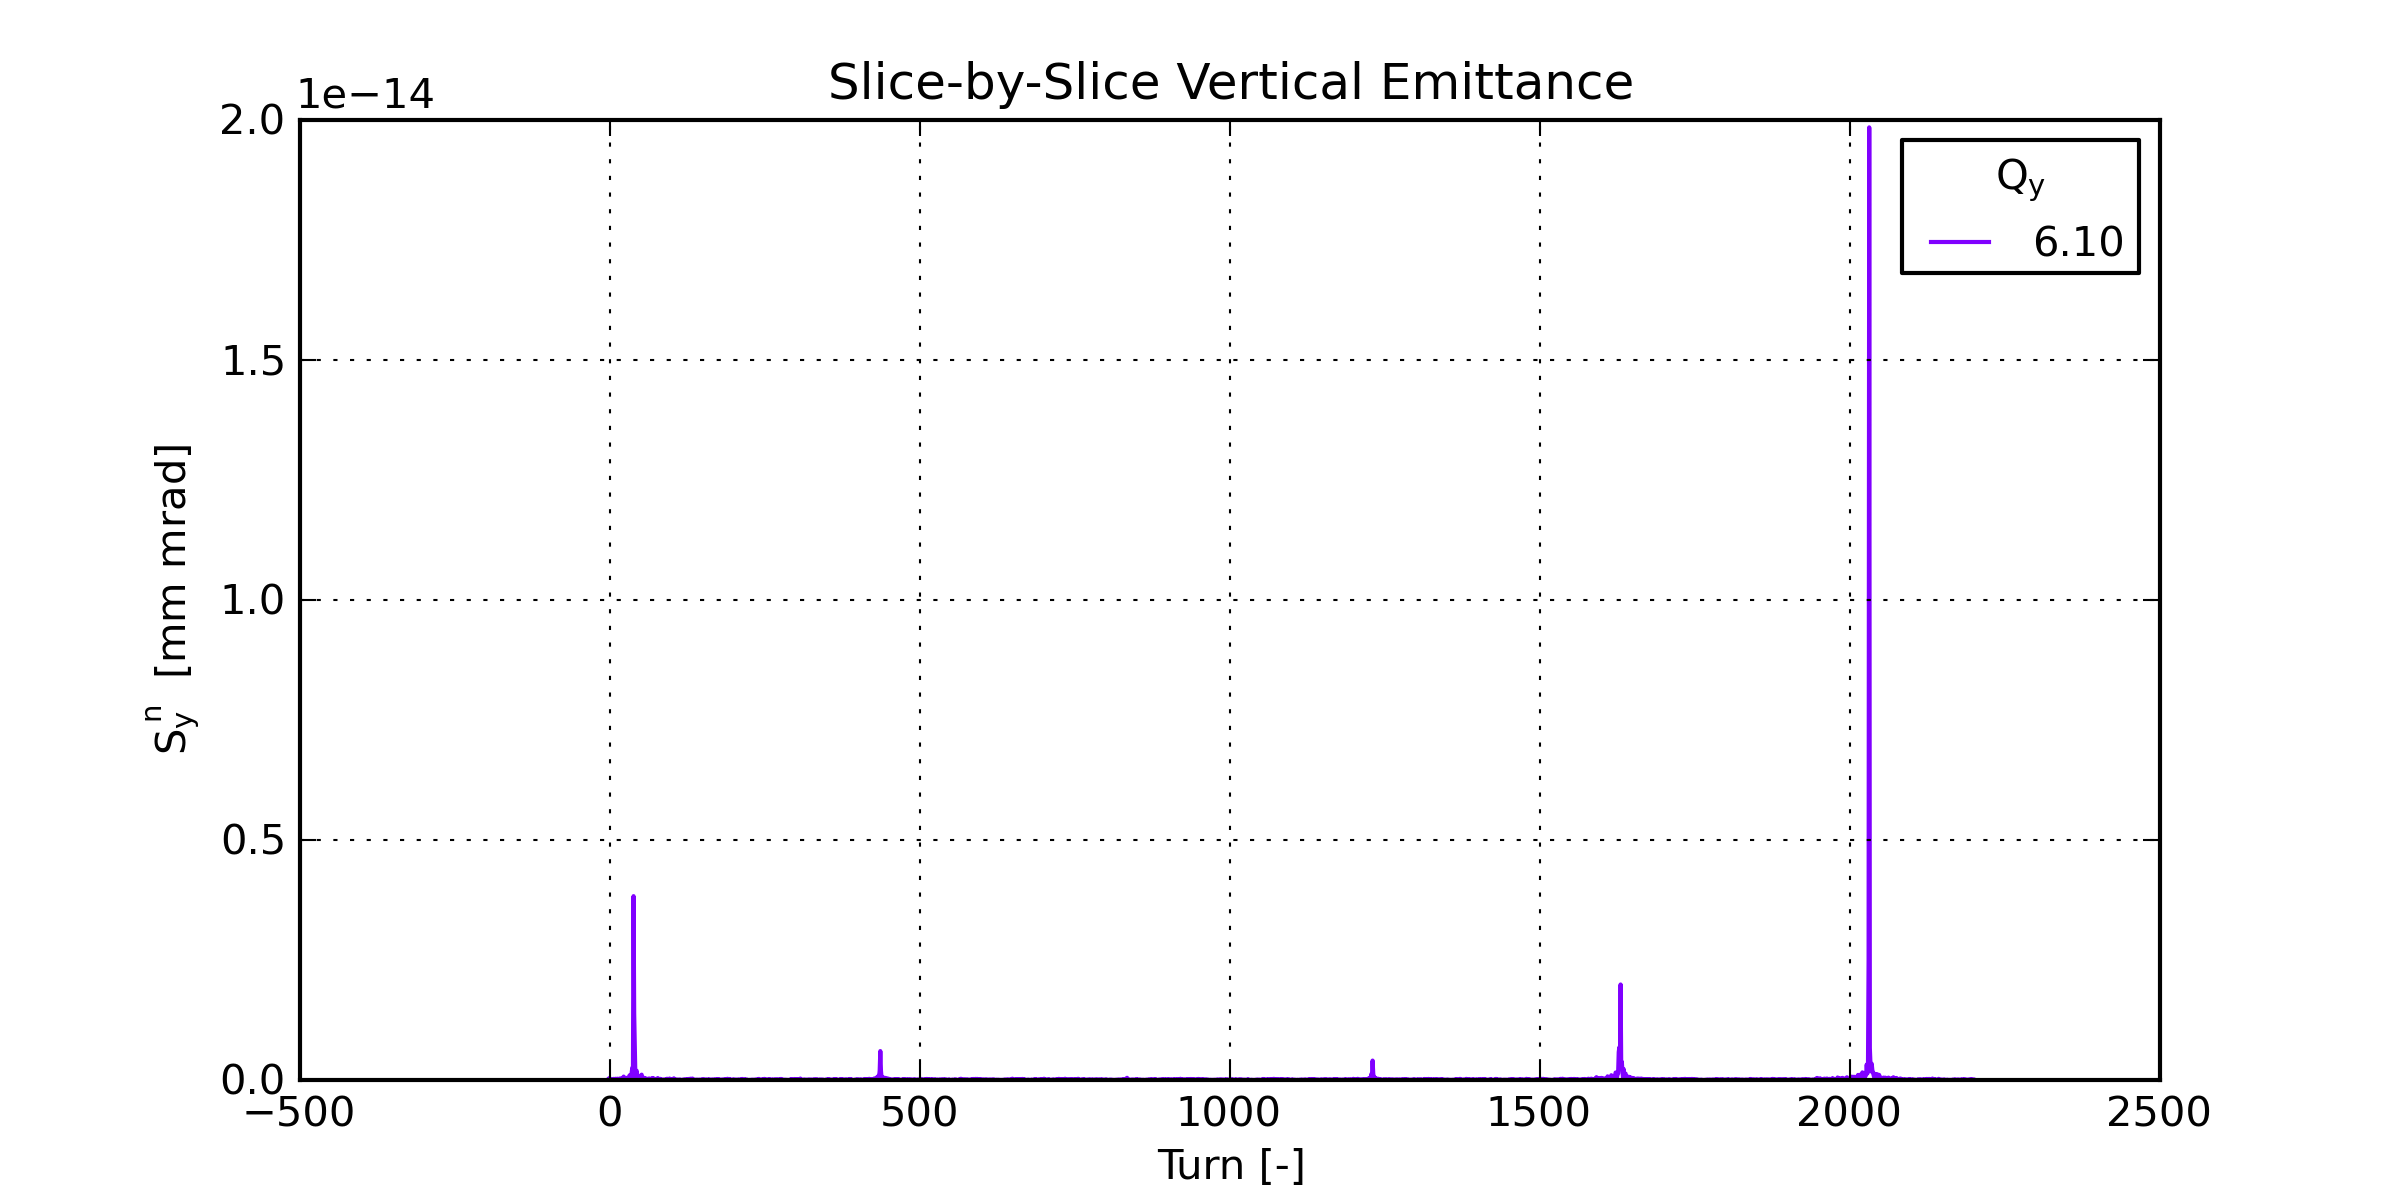 Slice-by-Slice Vertical Emittance
1e−14
2.0
1.5
1.0
0.5
0.0
S_y^n [mm mrad]
Q_y
6.10
−500 0 500 1000 1500 2000 2500
Turn [-]